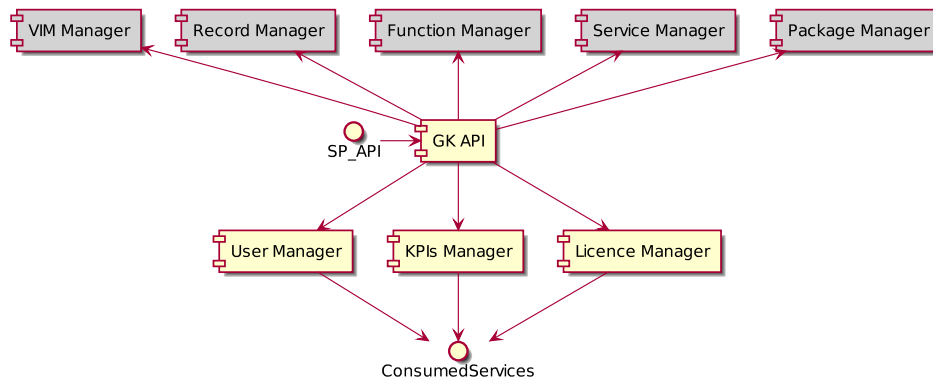 VIM Manager
Record Manager
Function Manager
Service Manager
Package Manager
GK API
SP_API
User Manager
KPIs Manager
Licence Manager
ConsumedServices